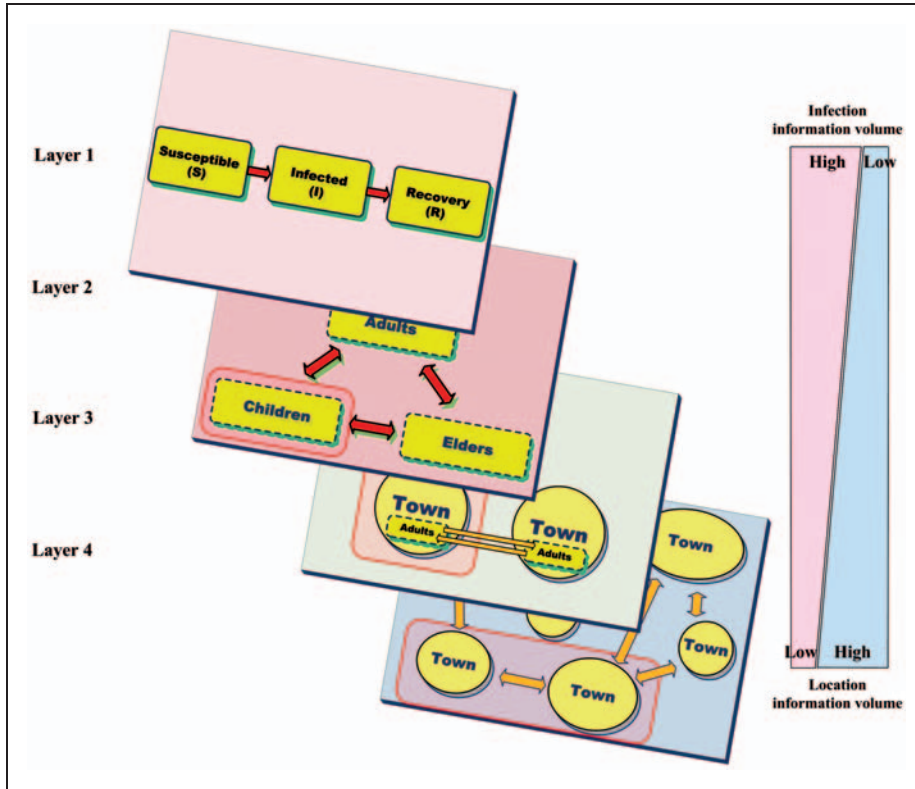 Layer 1
Layer 2
Layer 3
Layer 4
Susceptible
(S)
Infected
(I)
Recovery
(R)
Adults
Children
Elders
Town
Adults
Town
Adults
Town
Town
Town
Town
Infection
information volume
High
Low
Low
High
Location
information volume